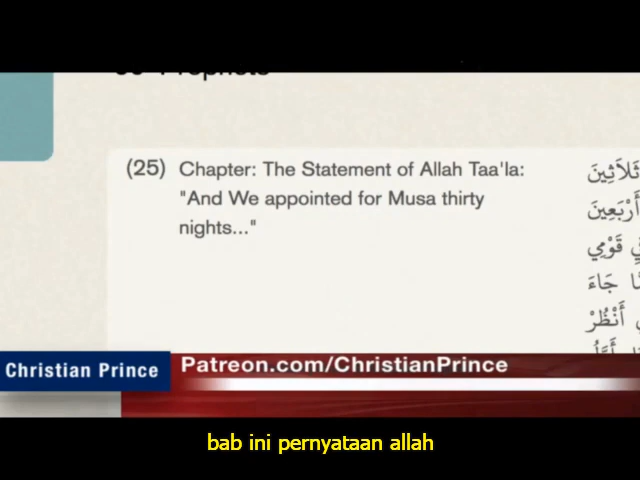 (25) Chapter: The Statement of Allah Taa'la:
"And We appointed for Musa thirty
nights..."
ثَلاَثِينَ
أَرْبَعِينَ
قَوْمِي
جَاءَ
أَنْظُرْ
Christian Prince
Patreon.com/ChristianPrince
bab ini pernyataan allah